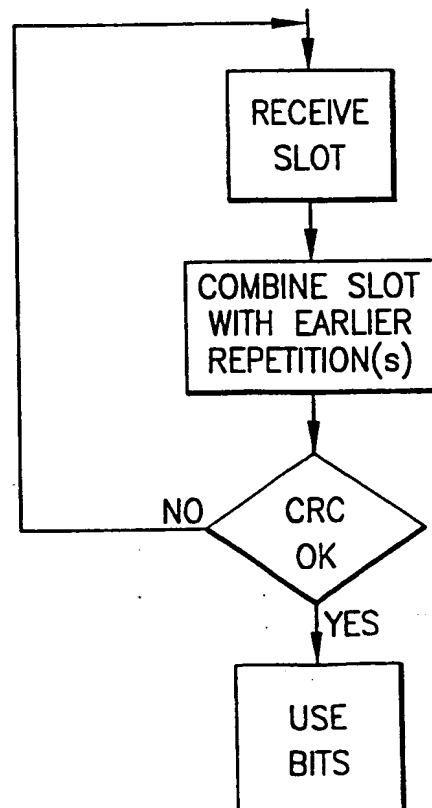 RECEIVE
SLOT
COMBINE SLOT
WITH EARLIER
REPETITION(s)
NO
CRC
OK
YES
USE
BITS